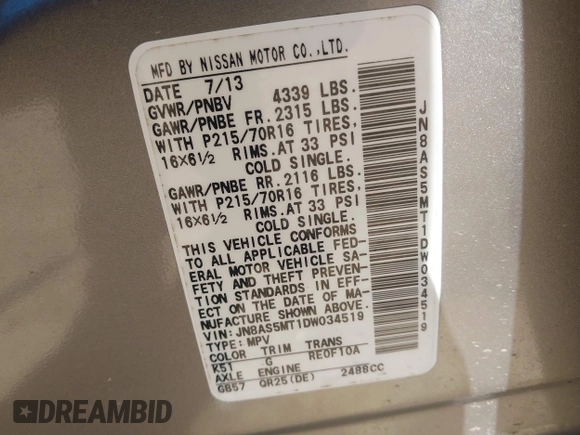 MFD BY NISSAN MOTOR CO.,LTD.
DATE 7/13
GVWR/PNBV 4339 LBS.
GAWR/PNBE FR. 2315 LBS.
WITH P215/70R16 TIRES,
16X6½ RIMS. AT 33 PSI
COLD SINGLE.
GAWR/PNBE RR. 2116 LBS.
WITH P215/70R16 TIRES,
16X6½ RIMS. AT 33 PSI
COLD SINGLE.
THIS VEHICLE CONFORMS
TO ALL APPLICABLE FED-
ERAL MOTOR VEHICLE SA-
FETY AND THEFT PREVEN-
TION STANDARDS IN EFF-
ECT ON THE DATE OF MA-
NUFACTURE SHOWN ABOVE.
VIN: JN8AS5MT1DW034519
TYPE: MPV
COLOR TRIM TRANS
K51 G RE0F10A
AXLE ENGINE
GB57 QR25(DE) 2488CC
JN8AS5MT1DW034519
DREAMBID